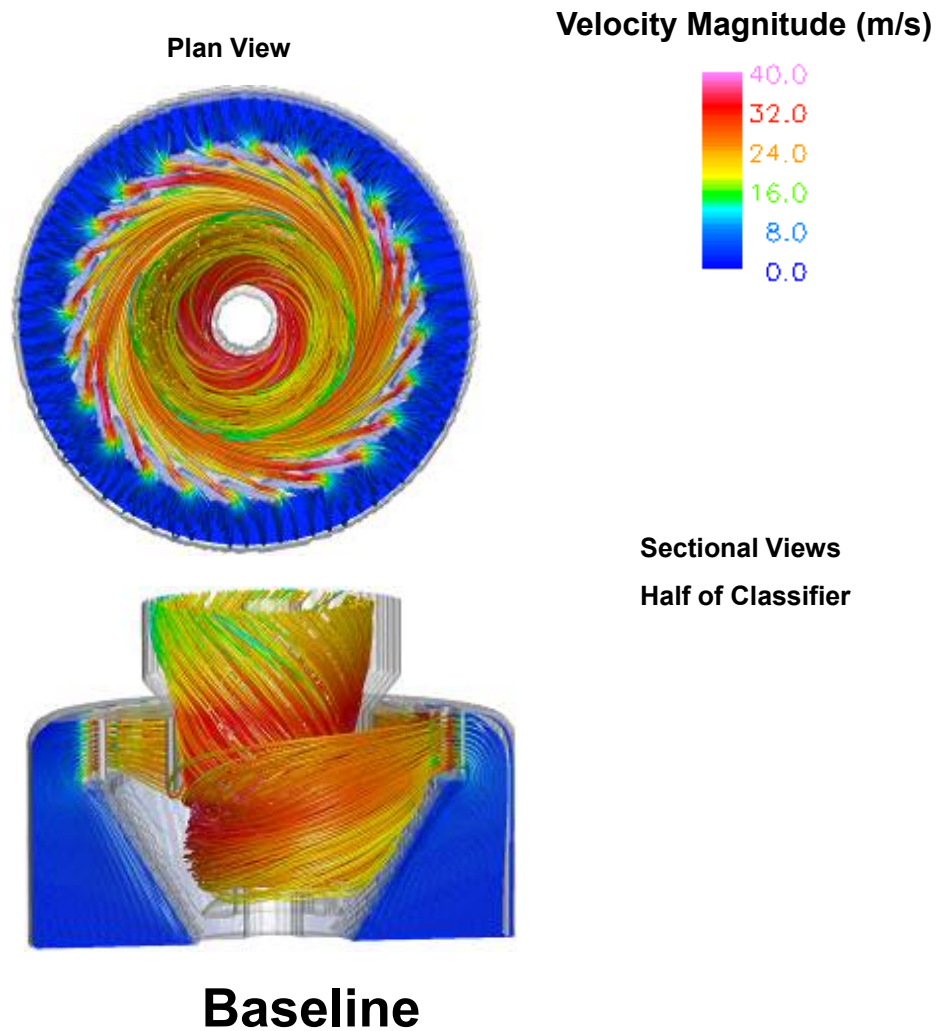 Velocity Magnitude (m/s)
Plan View
40.0
32.0
24.0
16.0
8.0
0.0
Sectional Views
Half of Classifier
Baseline